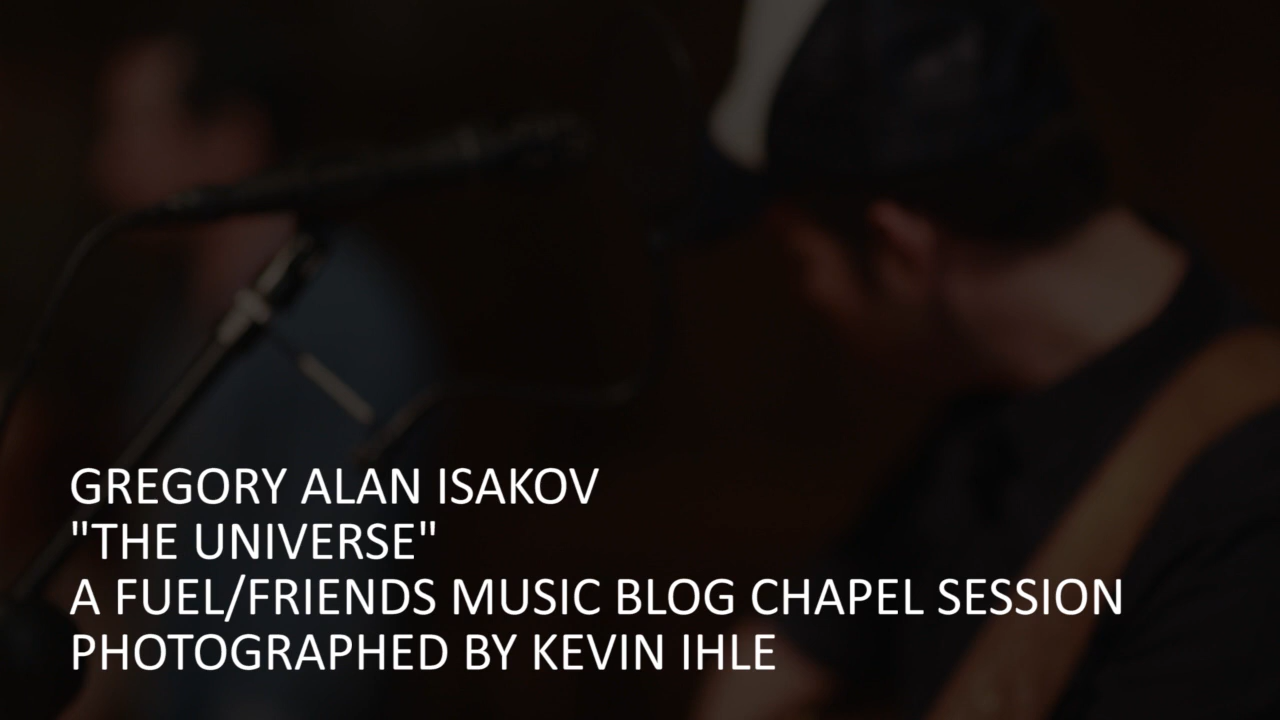 GREGORY ALAN ISAKOV
"THE UNIVERSE"
A FUEL/FRIENDS MUSIC BLOG CHAPEL SESSION
PHOTOGRAPHED BY KEVIN IHLE